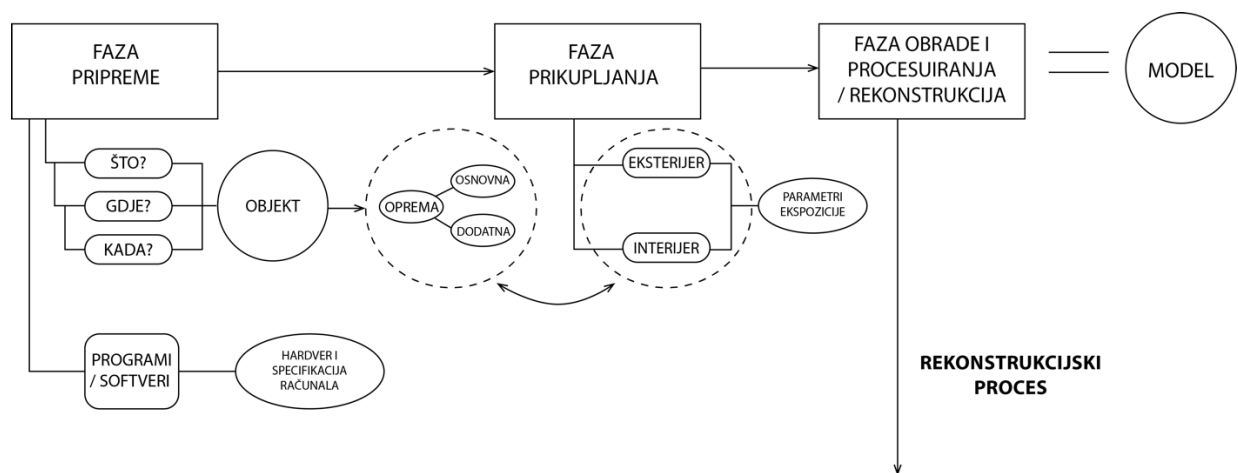 FAZA
PRIPREME
FAZA
PRIKUPLJANJA
FAZA OBRADE I
PROCESUIRANJA
/ REKONSTRUKCIJA
MODEL
ŠTO?
GDJE?
KADA?
OBJEKT
OPREMA
OSNOVNA
DODATNA
EKSTERIJER
INTERIJER
PARAMETRI
EKSPOZICIJE
PROGRAMI
/ SOFTVERI
HARDVER I
SPECIFIKACIJA
RAČUNALA
REKONSTRUKCIJSKI
PROCES